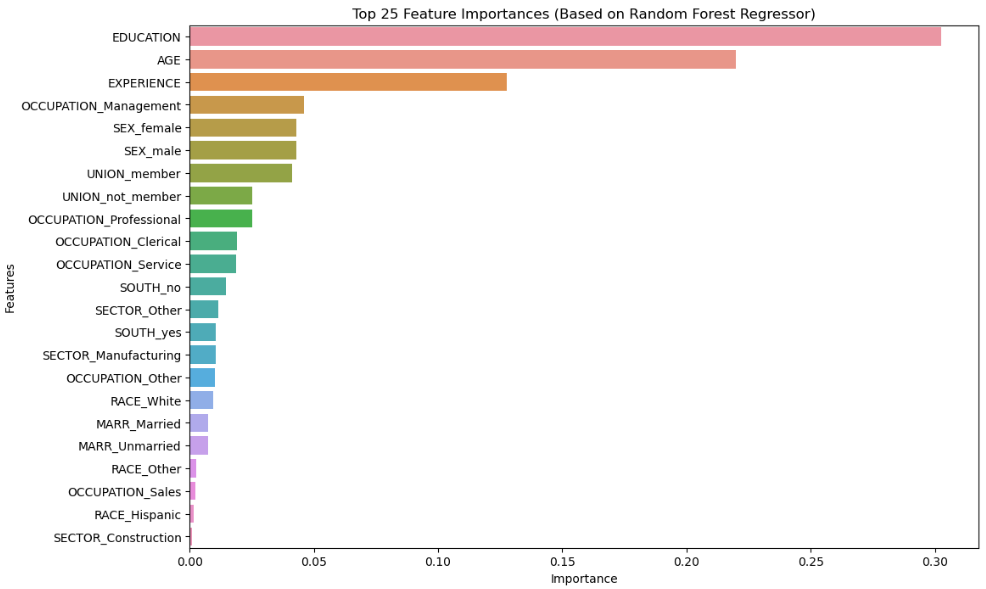 Top 25 Feature Importances (Based on Random Forest Regressor)
Features
EDUCATION
AGE
EXPERIENCE
OCCUPATION_Management
SEX_female
SEX_male
UNION_member
UNION_not_member
OCCUPATION_Professional
OCCUPATION_Clerical
OCCUPATION_Service
SOUTH_no
SECTOR_Other
SOUTH_yes
SECTOR_Manufacturing
OCCUPATION_Other
RACE_White
MARR_Married
MARR_Unmarried
RACE_Other
OCCUPATION_Sales
RACE_Hispanic
SECTOR_Construction
0.00 0.05 0.10 0.15 0.20 0.25 0.30
Importance